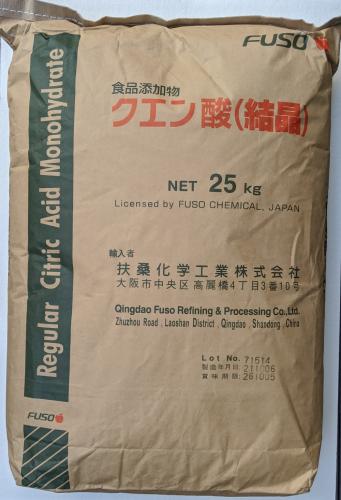 FUSO
食品添加物
クエン酸(結晶)
NET 25 kg
Licensed by FUSO CHEMICAL, JAPAN
輸入者
扶桑化学工業株式会社
大阪市中央区高麗橋4丁目3番10号
Qingdao Fuso Refining & Processing Co.,Ltd.
Zhuzhou Road, Laoshan District, Qingdao, Shandong, China
Lot No. 71514
製造年月日: 211006
賞味期限: 261005
Regular Citric Acid Monohydrate
FUSO